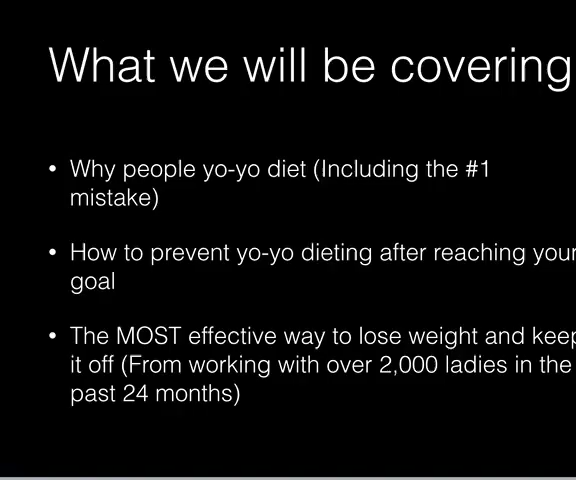 What we will be covering
• Why people yo-yo diet (Including the #1
mistake)
• How to prevent yo-yo dieting after reaching your
goal
• The MOST effective way to lose weight and keep
it off (From working with over 2,000 ladies in the
past 24 months)